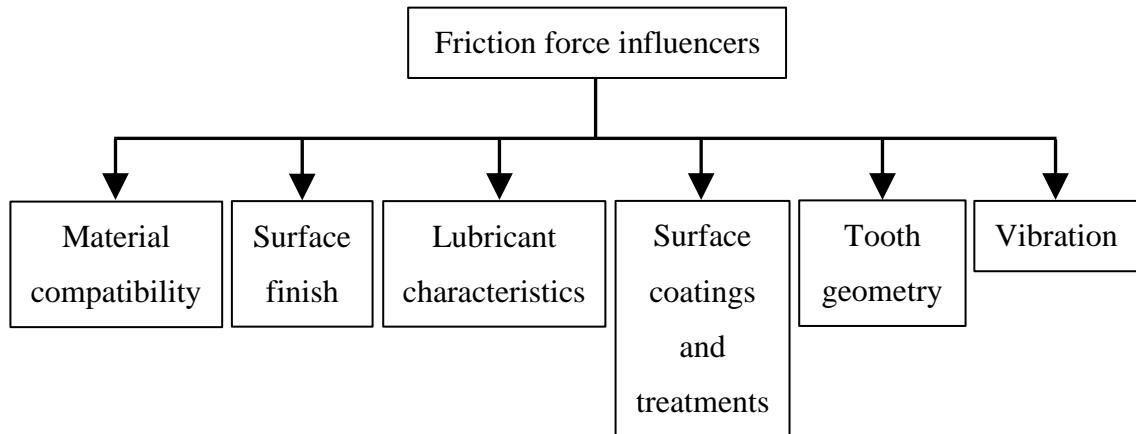 Friction force influencers
Material
compatibility
Surface
finish
Lubricant
characteristics
Surface
coatings
and
treatments
Tooth
geometry
Vibration